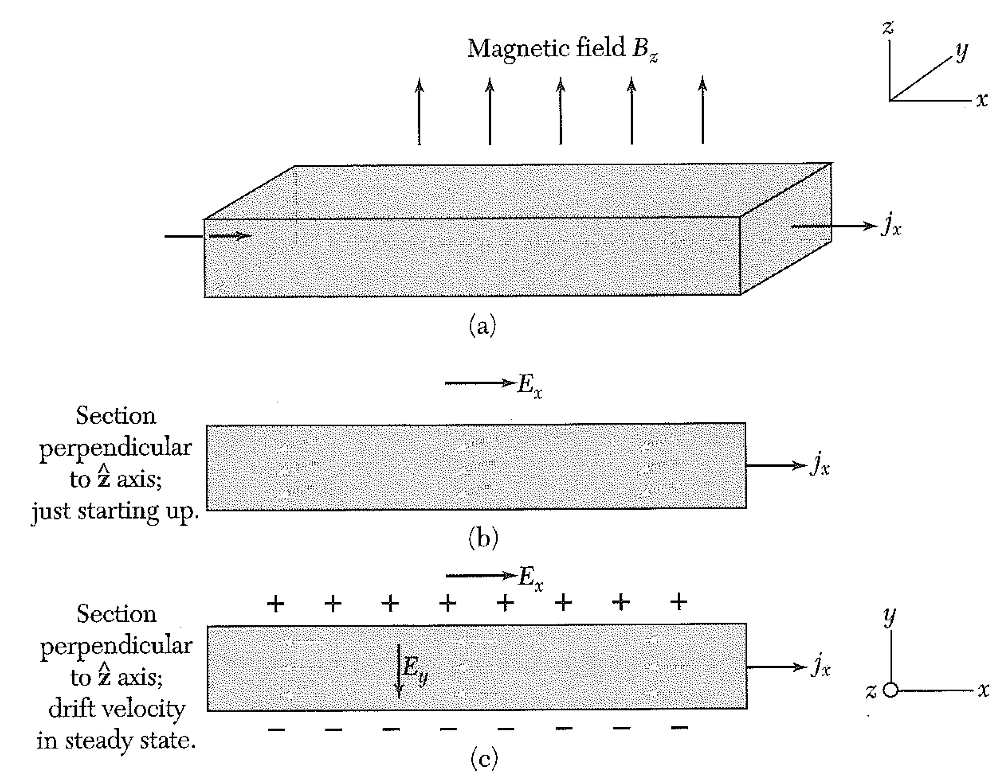 Magnetic field B_z
z
y
x
j_x
(a)
E_x
Section
perpendicular
to ẑ axis;
just starting up.
j_x
(b)
E_x
+ + + + + + + +
Section
perpendicular
to ẑ axis;
drift velocity
in steady state.
E_y
j_x
y
z
x
− − − − − − − −
(c)